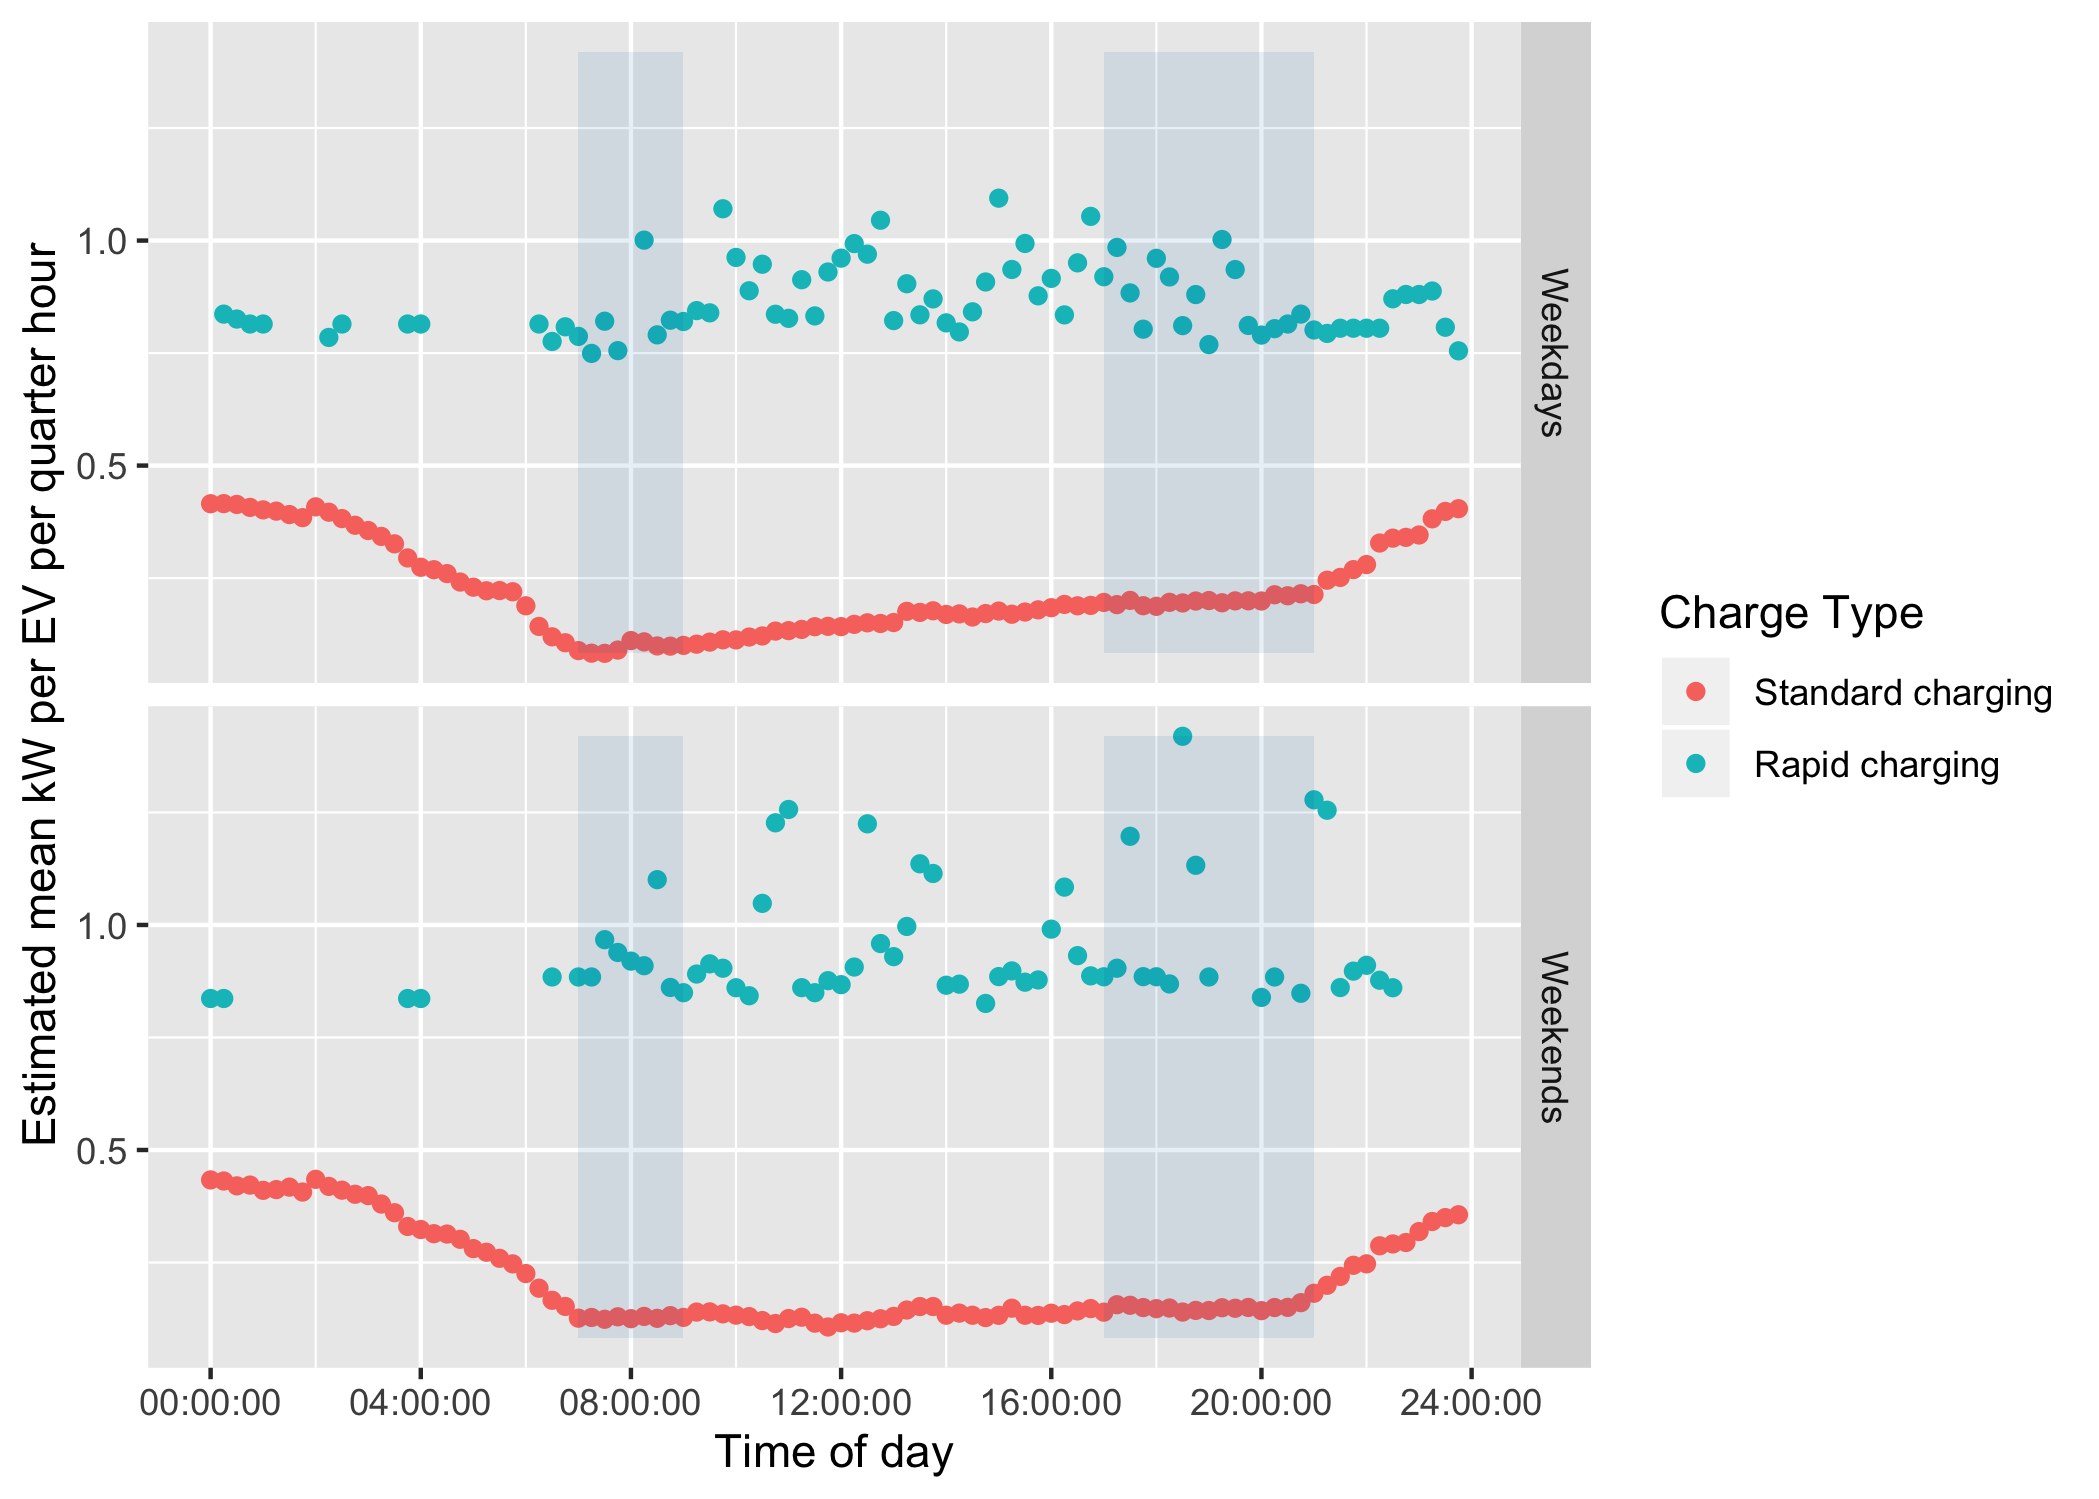 Estimated mean kW per EV per quarter hour
1.0
0.5
Weekdays
1.0
0.5
Weekends
00:00:00 04:00:00 08:00:00 12:00:00 16:00:00 20:00:00 24:00:00
Time of day
Charge Type
Standard charging
Rapid charging